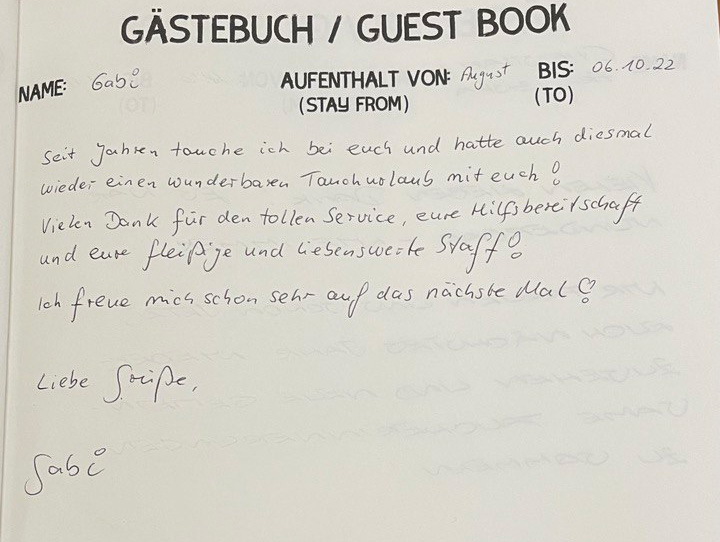 GÄSTEBUCH / GUEST BOOK
NAME: Gabi AUFENTHALT VON: August BIS: 06.10.22
(STAY FROM) (TO)
Seit Jahren tauche ich bei euch und hatte auch diesmal
wieder einen wunderbaren Tauchurlaub mit euch!
Vielen Dank für den tollen Service, eure Hilfsbereitschaft
und eure fleißige und liebenswerte Staff!
Ich freue mich schon sehr auf das nächste Mal!
Liebe Grüße,
Gabi